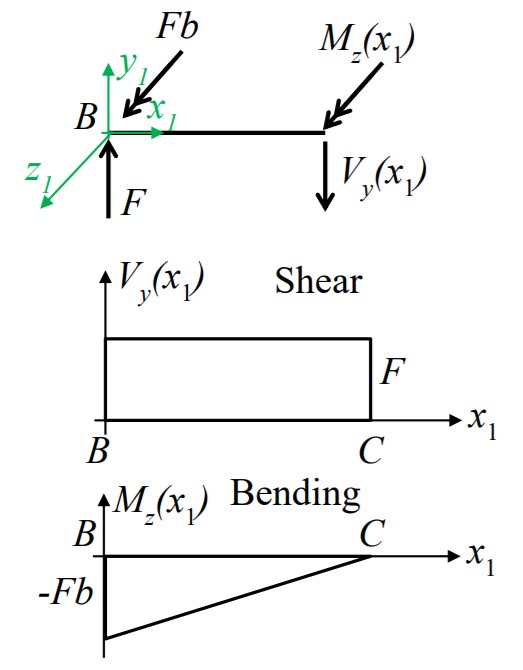 Fb
M_z(x_1)
y_1
B
x_1
z_1
V_y(x_1)
F
V_y(x_1) Shear
F
x_1
B C
M_z(x_1) Bending
B C
x_1
-Fb